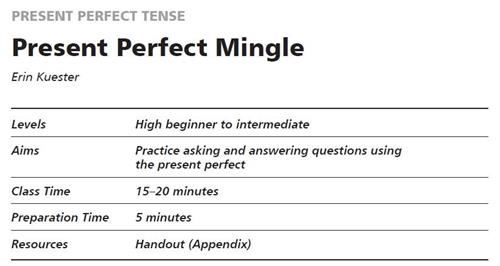 PRESENT PERFECT TENSE
Present Perfect Mingle
Erin Kuester
Levels High beginner to intermediate
Aims Practice asking and answering questions using
the present perfect
Class Time 15–20 minutes
Preparation Time 5 minutes
Resources Handout (Appendix)